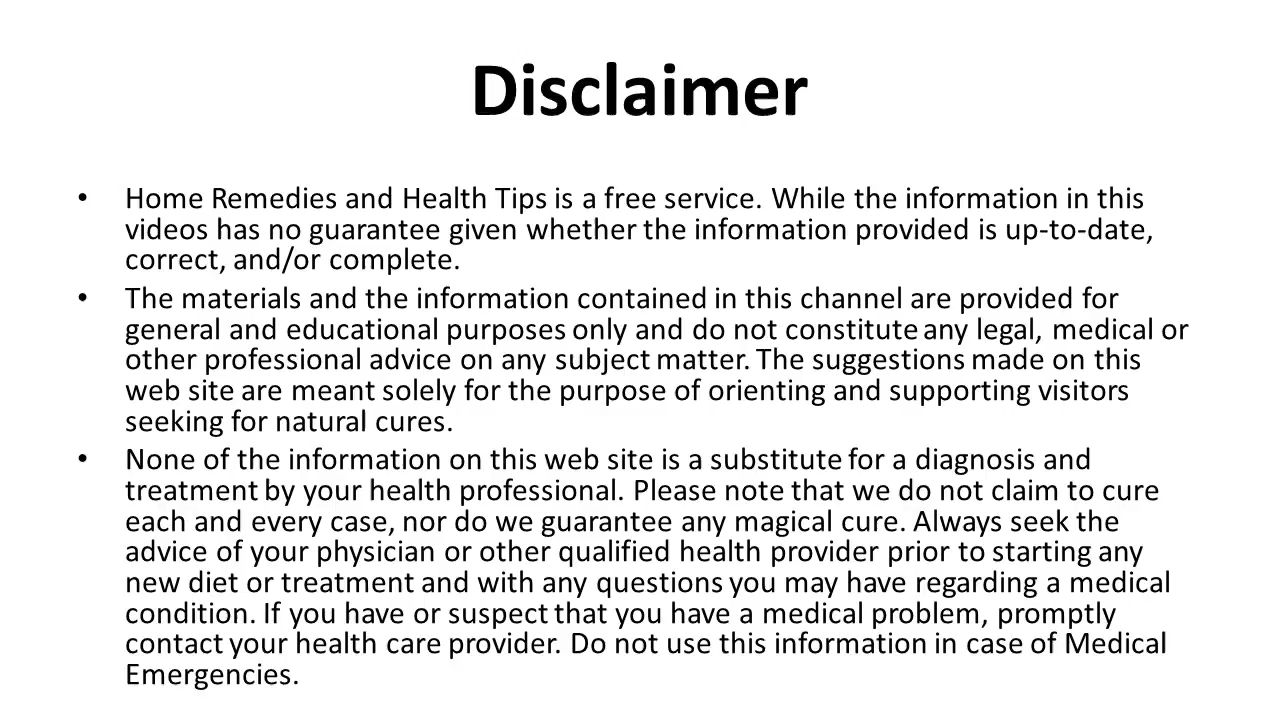 Disclaimer
• Home Remedies and Health Tips is a free service. While the information in this
videos has no guarantee given whether the information provided is up-to-date,
correct, and/or complete.
• The materials and the information contained in this channel are provided for
general and educational purposes only and do not constitute any legal, medical or
other professional advice on any subject matter. The suggestions made on this
web site are meant solely for the purpose of orienting and supporting visitors
seeking for natural cures.
• None of the information on this web site is a substitute for a diagnosis and
treatment by your health professional. Please note that we do not claim to cure
each and every case, nor do we guarantee any magical cure. Always seek the
advice of your physician or other qualified health provider prior to starting any
new diet or treatment and with any questions you may have regarding a medical
condition. If you have or suspect that you have a medical problem, promptly
contact your health care provider. Do not use this information in case of Medical
Emergencies.